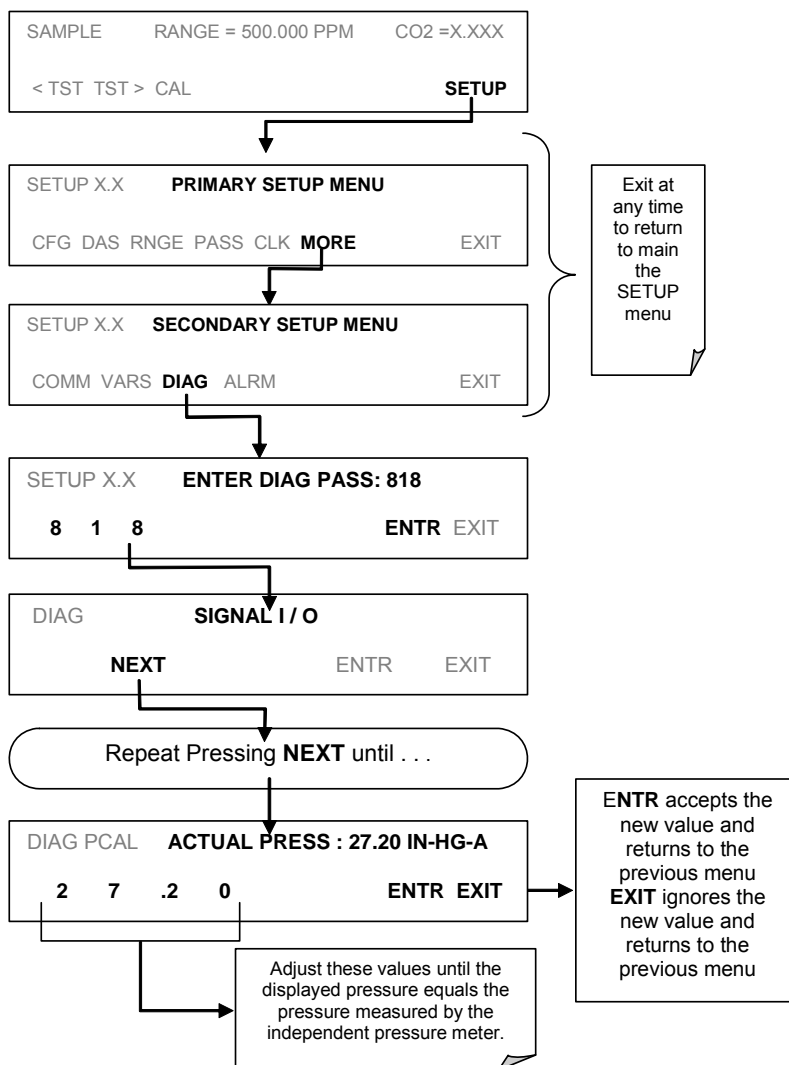 SAMPLE RANGE = 500.000 PPM CO2 =X.XXX
< TST TST > CAL SETUP
SETUP X.X PRIMARY SETUP MENU
CFG DAS RNGE PASS CLK MORE EXIT
Exit at
any time
to return
to main
the
SETUP
menu
SETUP X.X SECONDARY SETUP MENU
COMM VARS DIAG ALRM EXIT
SETUP X.X ENTER DIAG PASS: 818
8 1 8 ENTR EXIT
DIAG SIGNAL I / O
NEXT ENTR EXIT
Repeat Pressing NEXT until . . .
DIAG PCAL ACTUAL PRESS : 27.20 IN-HG-A
2 7 .2 0 ENTR EXIT
ENTR accepts the
new value and
returns to the
previous menu
EXIT ignores the
new value and
returns to the
previous menu
Adjust these values until the
displayed pressure equals the
pressure measured by the
independent pressure meter.